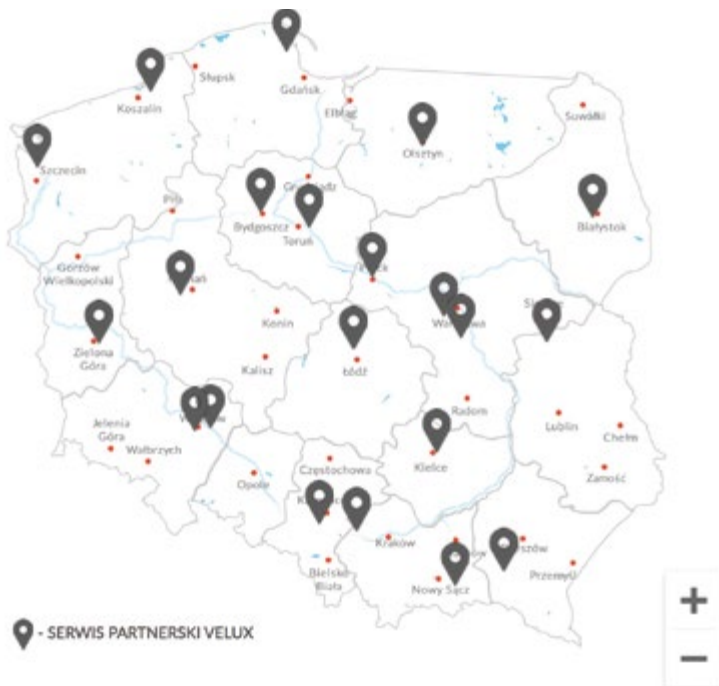 Słupsk
Gdańsk
Koszalin
Elbląg
Suwałki
Olsztyn
Szczecin
Piła
Bydgoszcz
Białystok
Toruń
Gorzów
Wielkopolski
Konin
Zielona
Góra
Kalisz
Łódź
Radom
Jelenia
Góra
Lublin
Chełm
Wałbrzych
Częstochowa
Kielce
Opole
Zamość
Kraków
Przemyśl
Bielsko
Biała
Nowy Sącz
- SERWIS PARTNERSKI VELUX
+
−